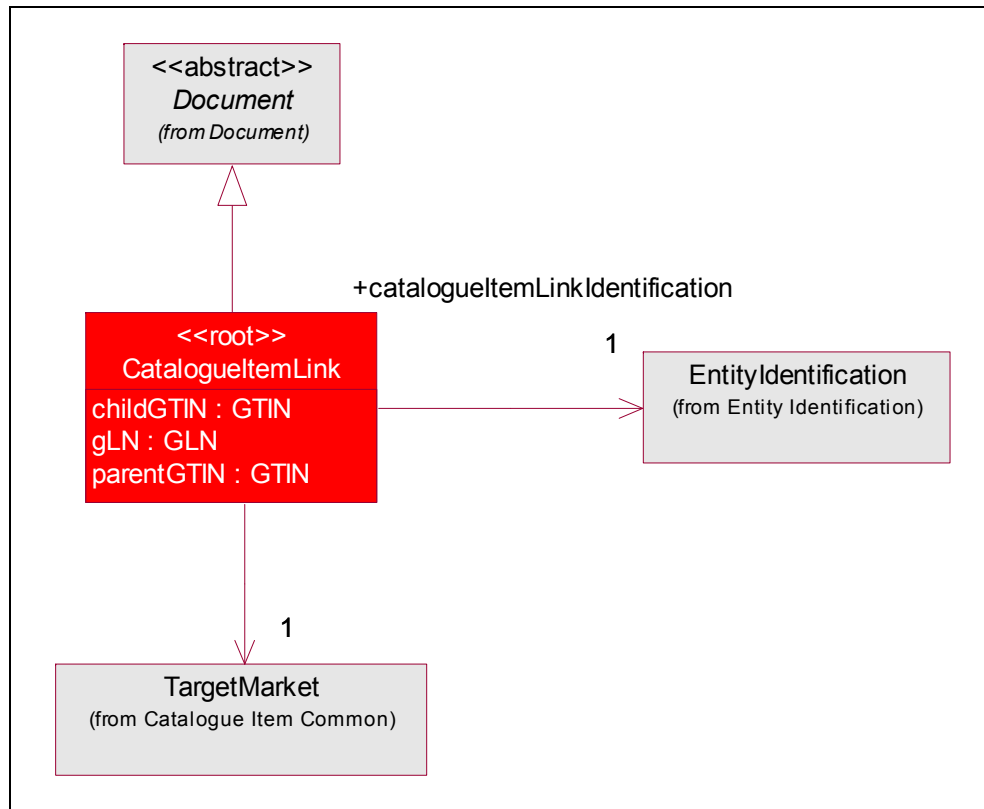 <<abstract>>
Document
(from Document)
+catalogueItemLinkIdentification
<<root>>
CatalogueItemLink
childGTIN : GTIN
gLN : GLN
parentGTIN : GTIN
1
EntityIdentification
(from Entity Identification)
1
TargetMarket
(from Catalogue Item Common)